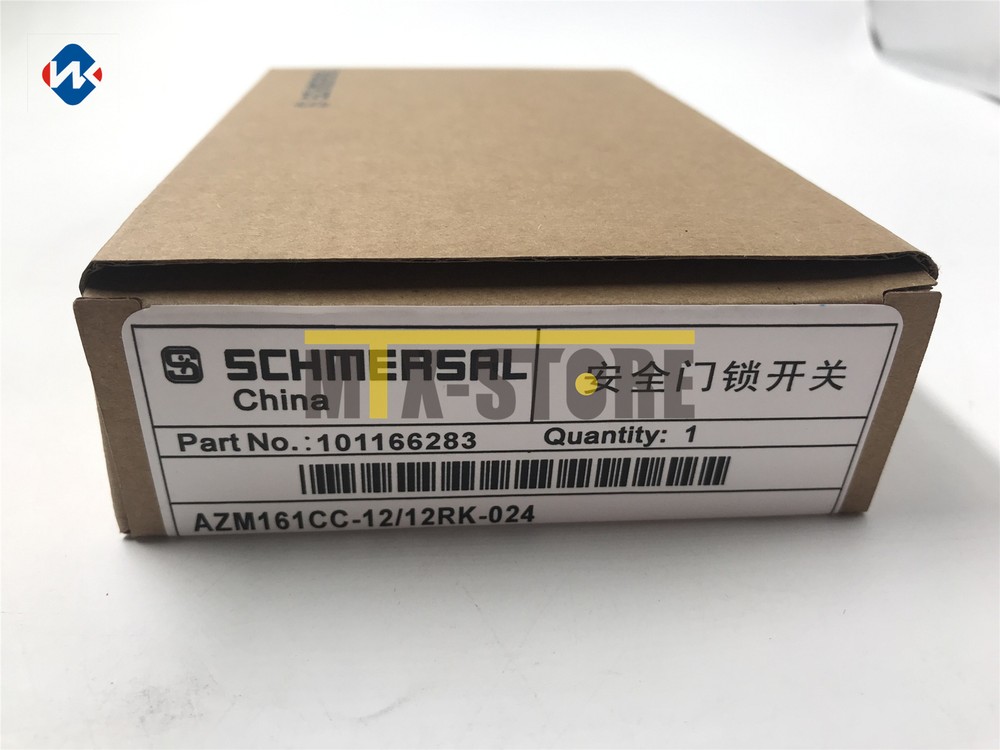 SCHMERSAL
SCHMERSAL
China
安全门锁开关
MTX-STORE
Part No.:101166283
Quantity: 1
AZM161CC-12/12RK-024